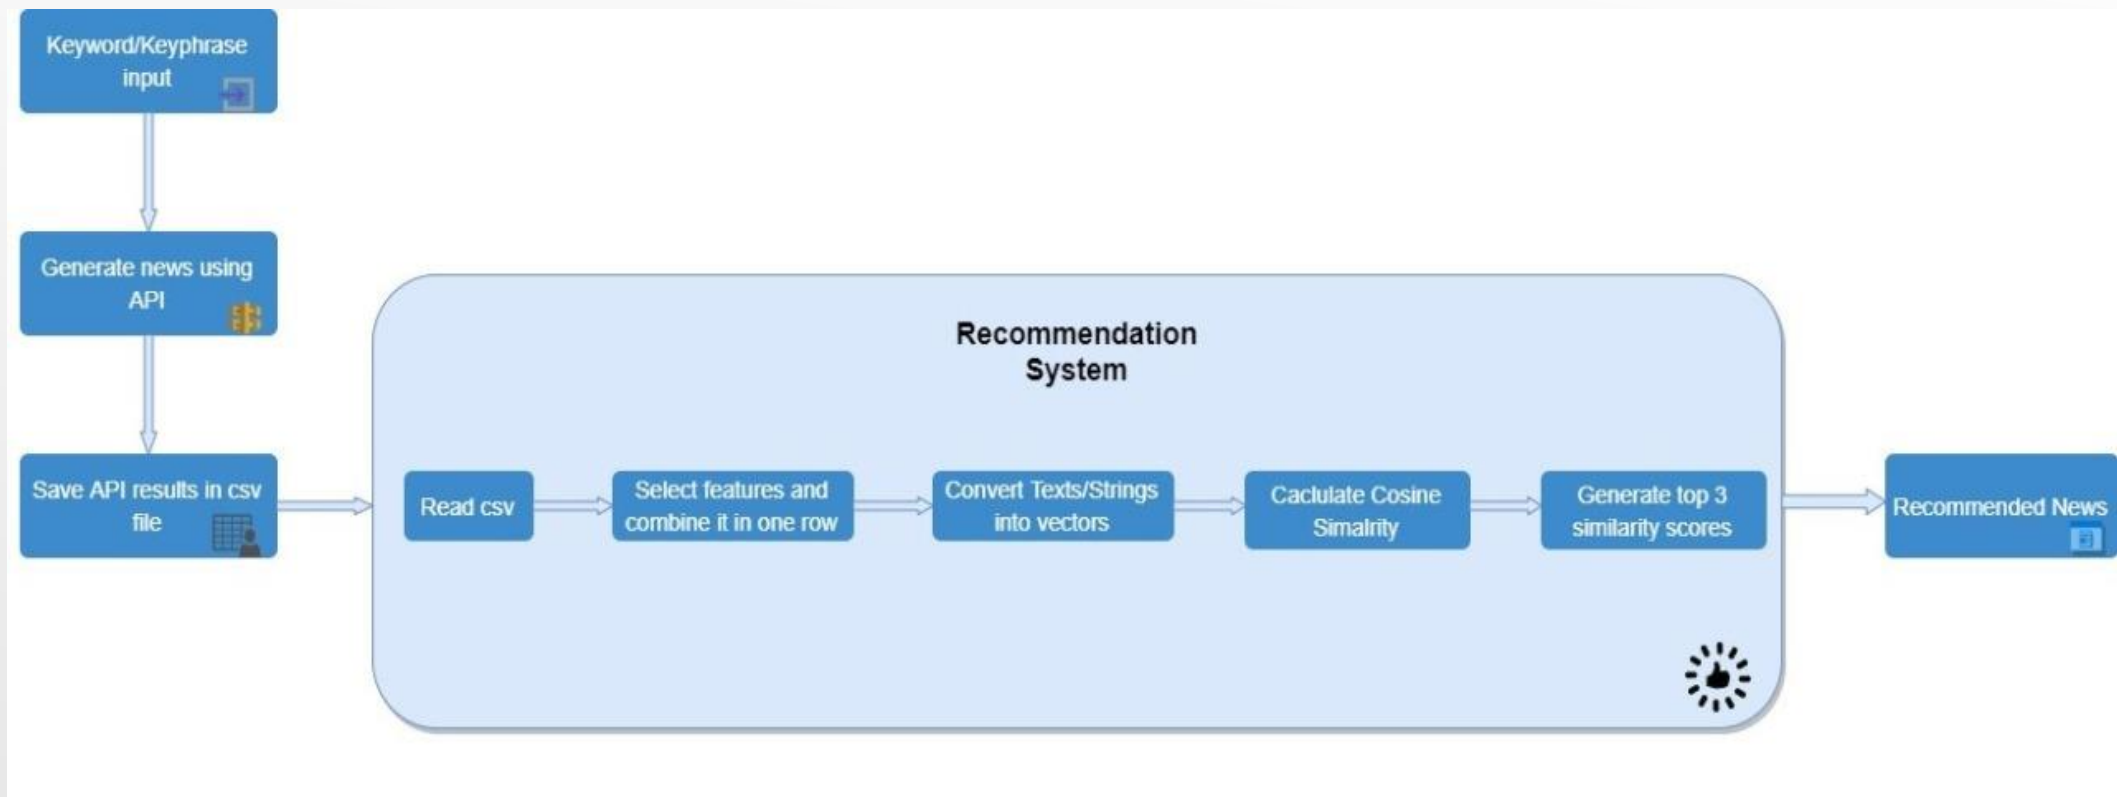 Keyword/Keyphrase
input
Generate news using
API
Save API results in csv
file
Recommendation
System
Read csv
Select features and
combine it in one row
Convert Texts/Strings
into vectors
Caclulate Cosine
Simalrity
Generate top 3
similarity scores
Recommended News